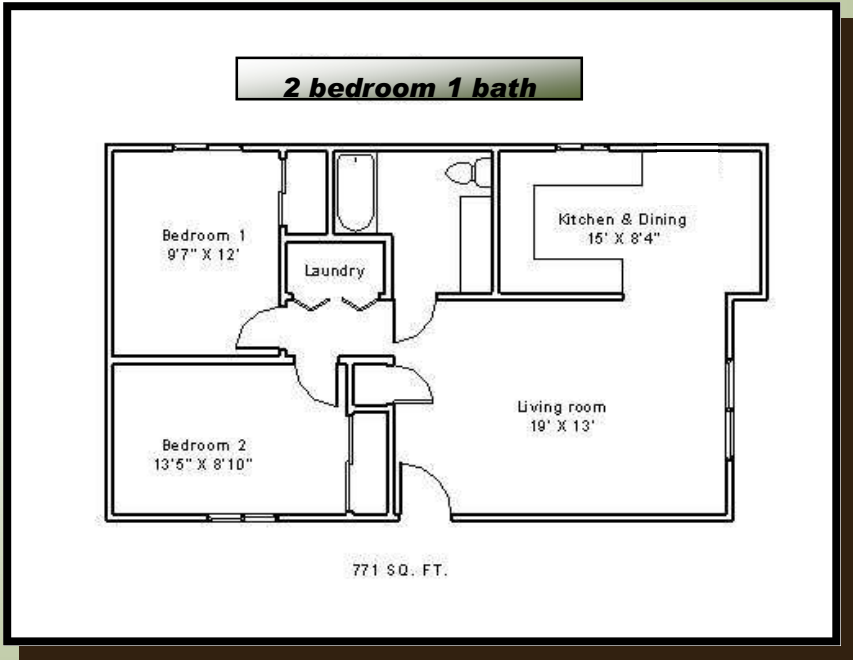 2 bedroom 1 bath
Bedroom 1
9'7" X 12'
Laundry
Kitchen & Dining
15' X 8'4"
Living room
19' X 13'
Bedroom 2
13'5" X 8'10"
771 SQ. FT.